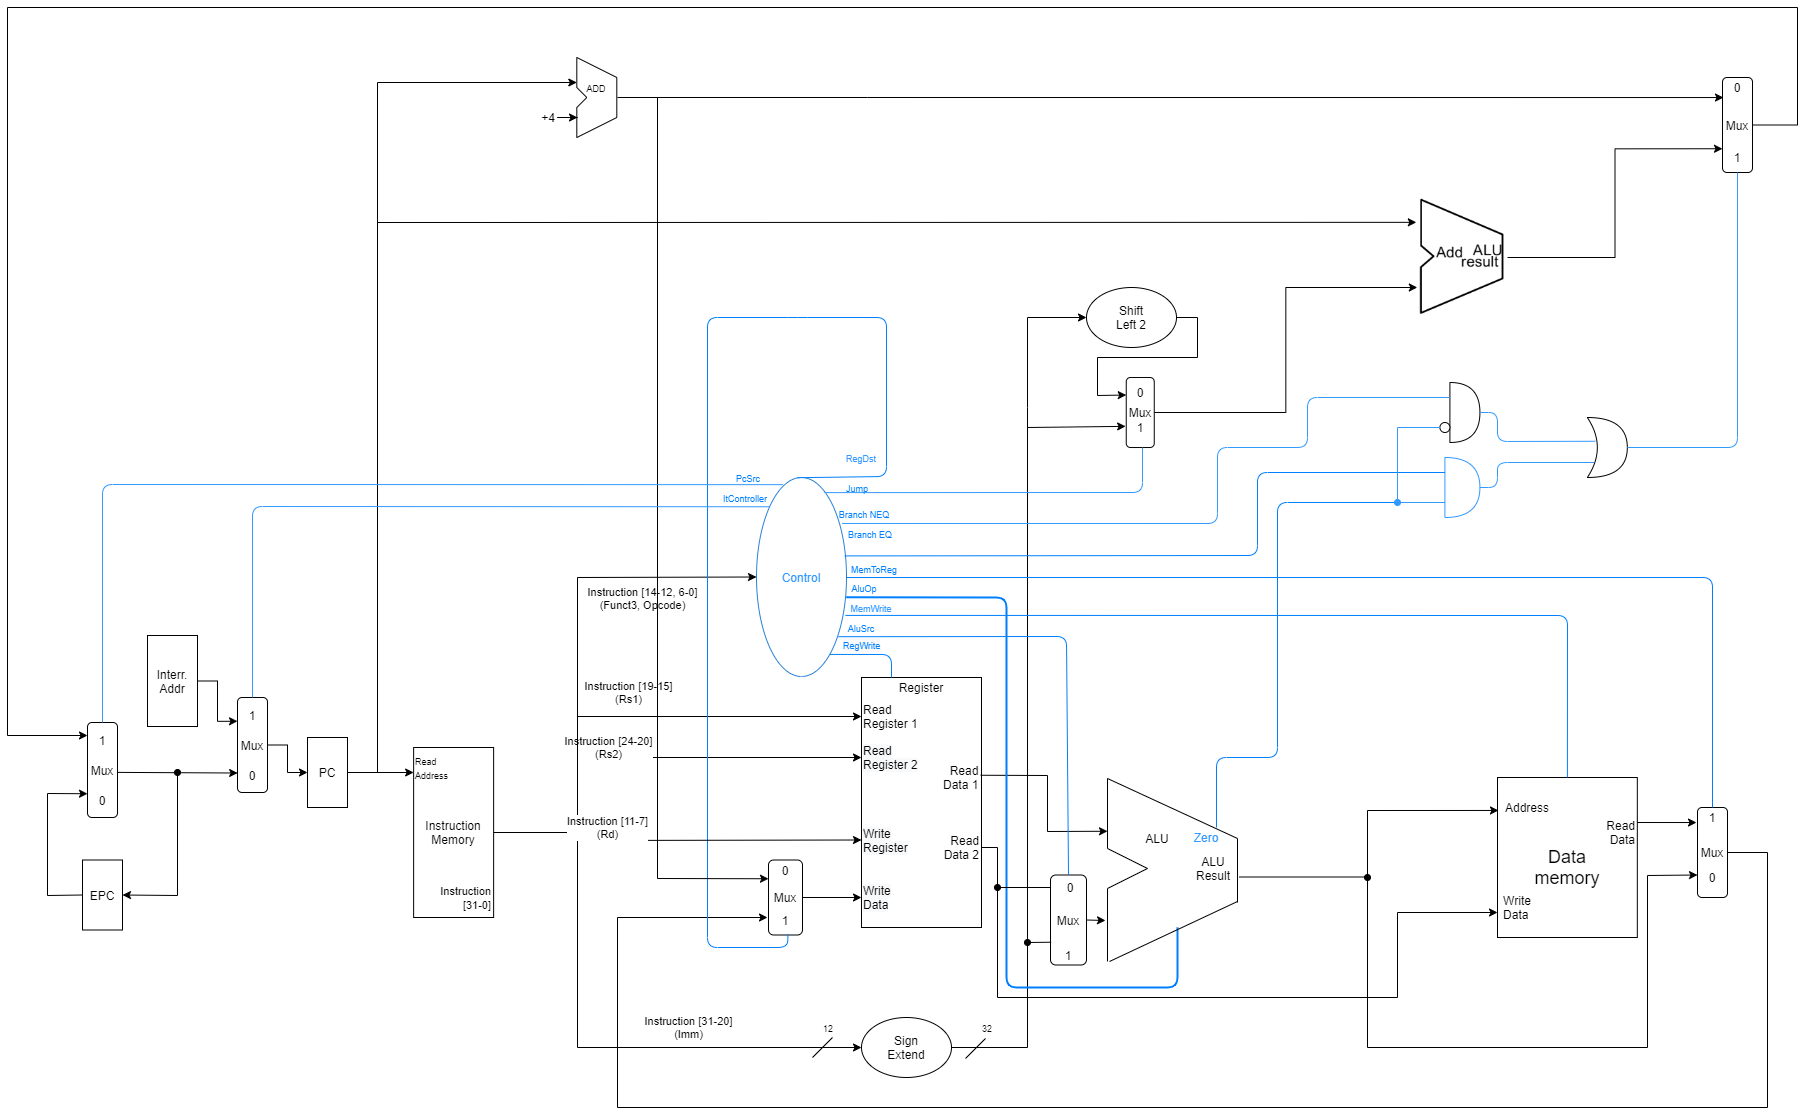 0
ADD
+4
Mux
1
Add
ALU
result
Shift
Left 2
0
Mux
1
RegDst
PcSrc
Jump
ItController
Branch NEQ
Branch EQ
MemToReg
Control
AluOp
Instruction [14-12, 6-0]
(Funct3, Opcode)
MemWrite
AluSrc
RegWrite
Interr.
Addr
Instruction [19-15]
(Rs1)
Register
Read
Register 1
1
Mux
0
1
Mux
0
Instruction [24-20]
(Rs2)
Read
Register 2
PC
Read
Address
Read
Data 1
Instruction
Memory
Instruction [11-7]
(Rd)
Write
Register
Read
Data 2
ALU
Zero
ALU
Result
Address
Read
Data
Data
memory
Write
Data
1
Mux
0
EPC
Instruction
[31-0]
0
Mux
1
Write
Data
0
Mux
1
Instruction [31-20]
(Imm)
12
Sign
Extend
32